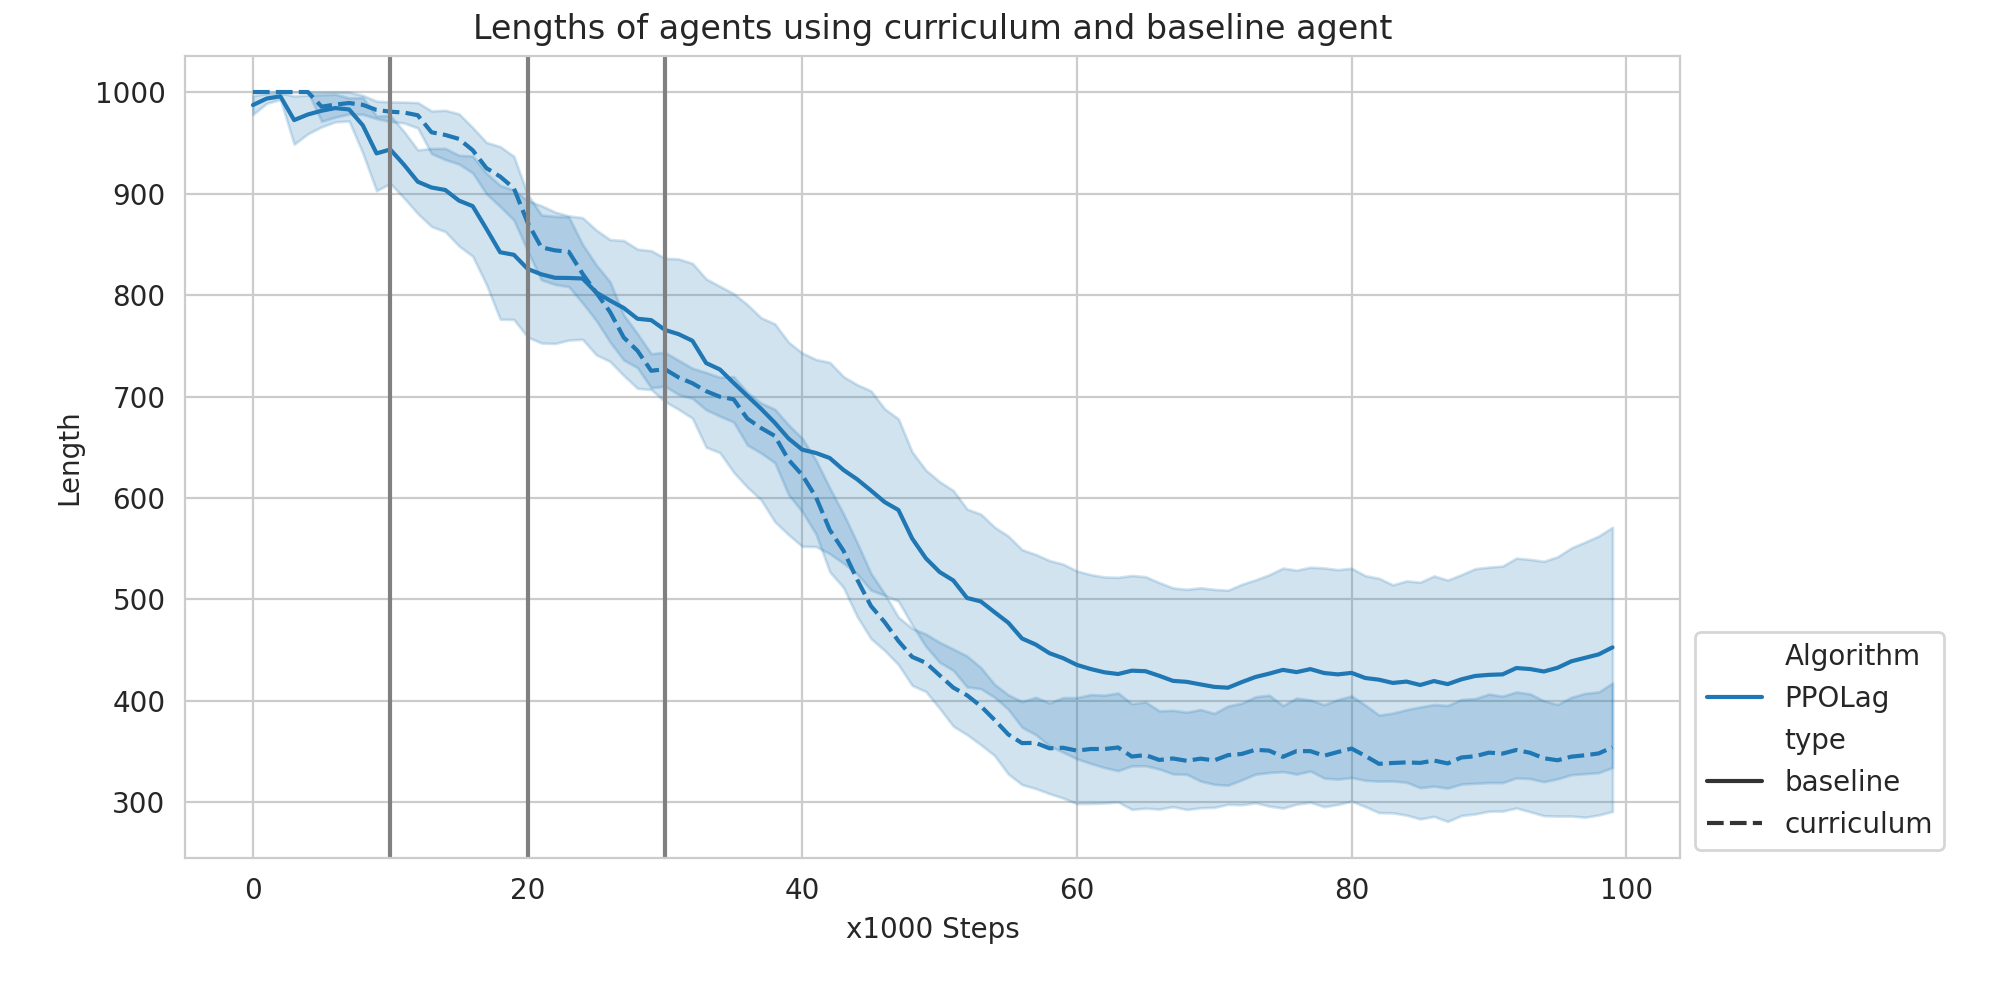 Lengths of agents using curriculum and baseline agent
1000
900
800
700
600
500
400
300
Length
0 20 40 60 80 100
x1000 Steps
Algorithm
PPOLag
type
baseline
curriculum